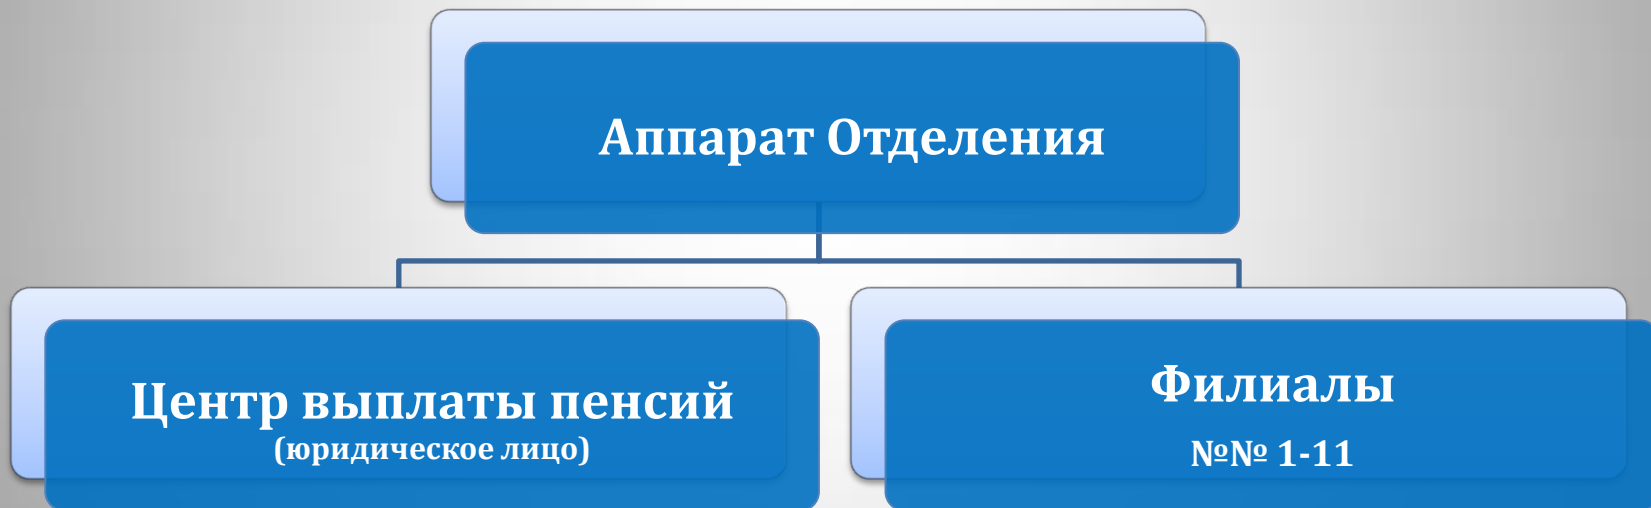 Аппарат Отделения
Центр выплаты пенсий
(юридическое лицо)
Филиалы
№№ 1-11